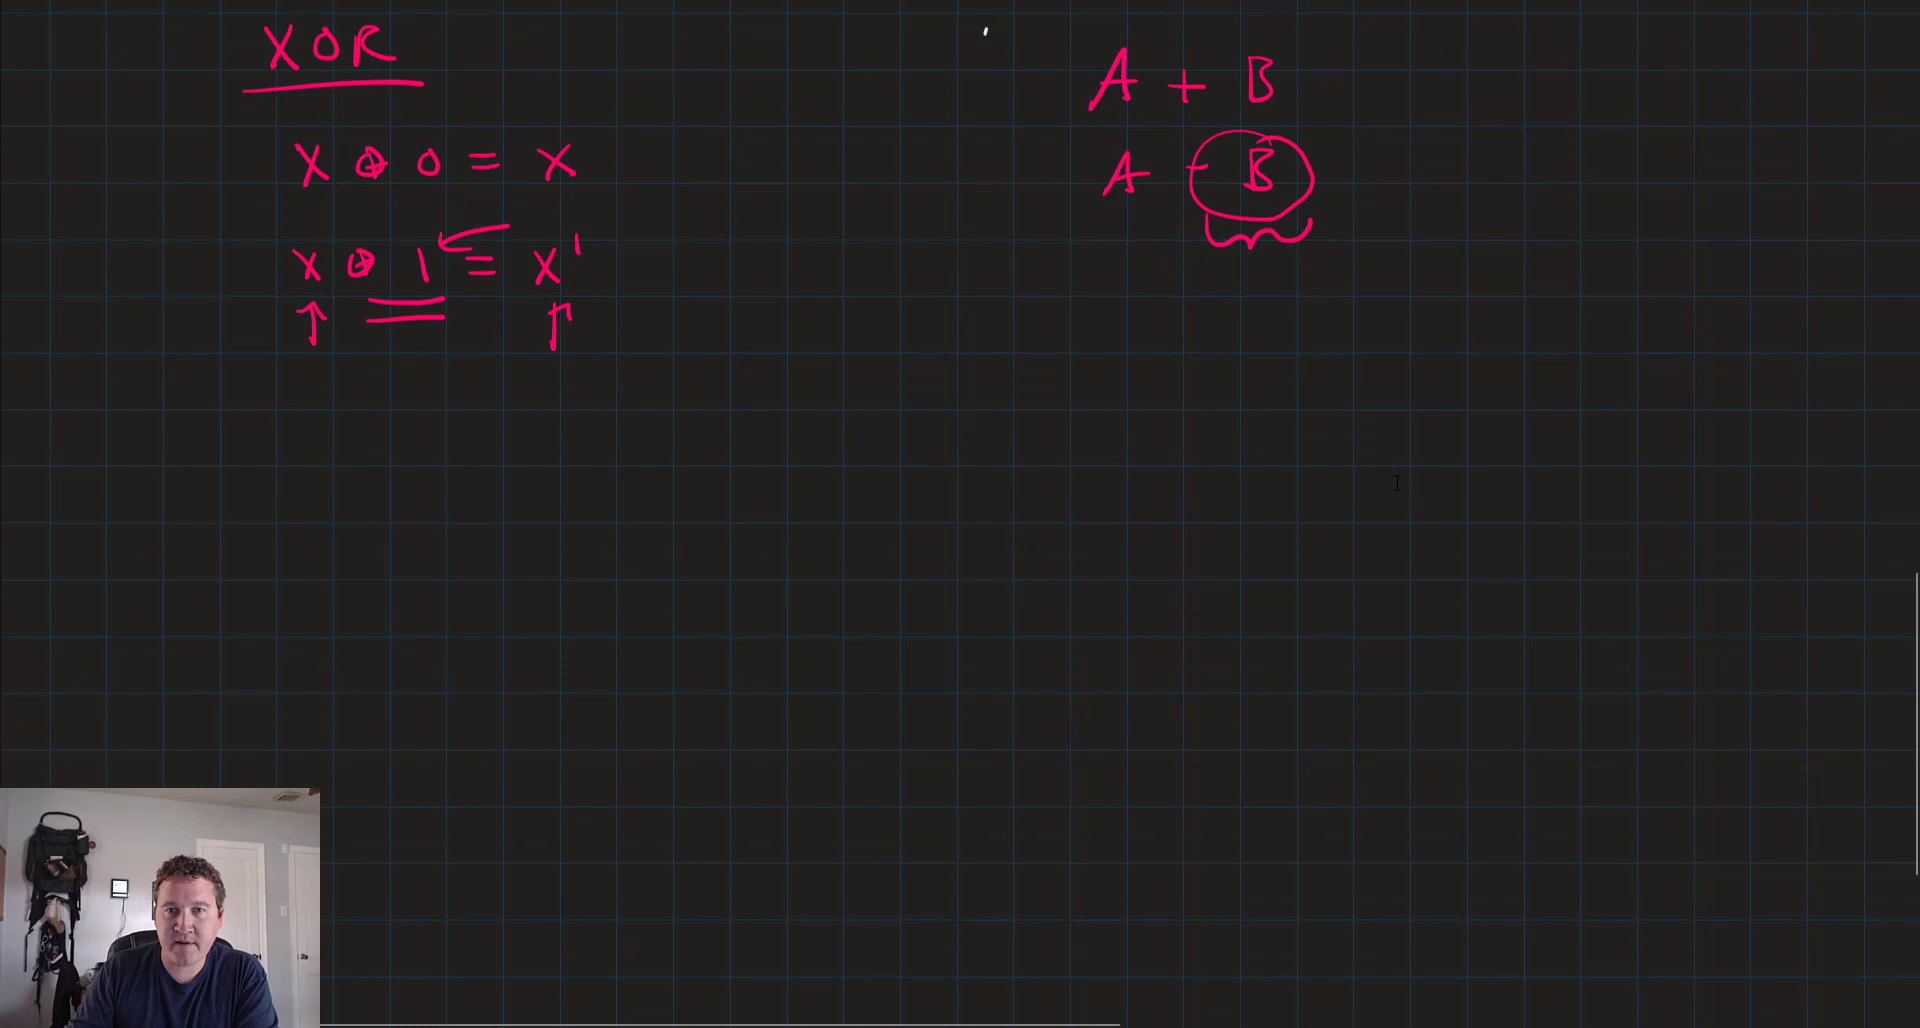 XOR
X ⊕ 0 = X
X ⊕ 1 = X'
A + B
A - B